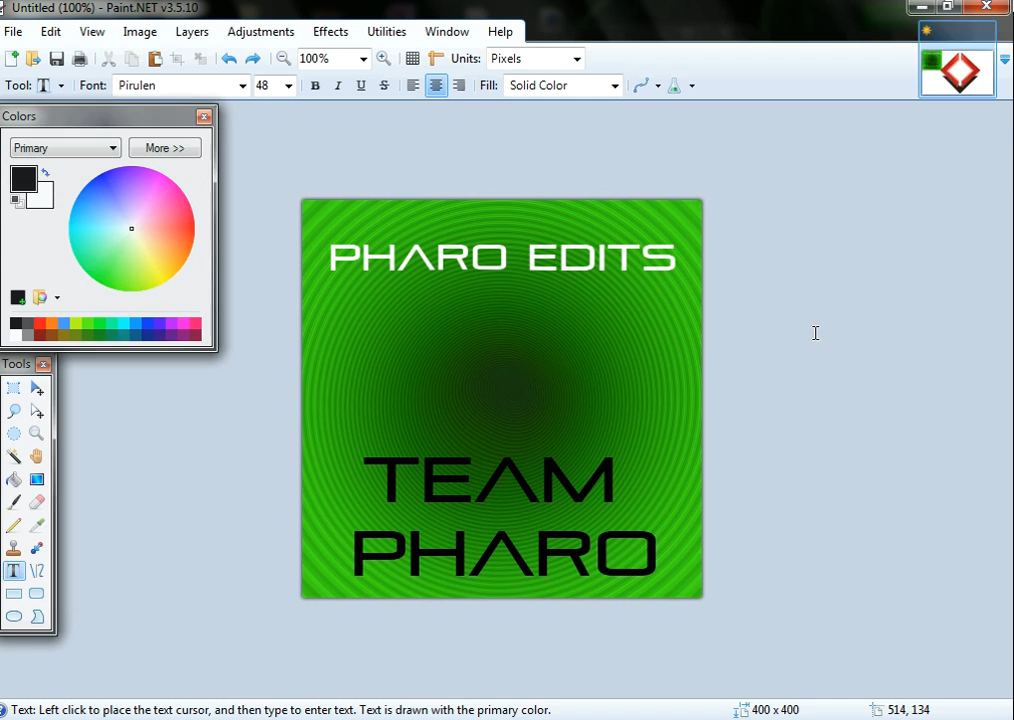 Untitled (100%) - Paint.NET v3.5.10
File Edit View Image Layers Adjustments Effects Utilities Window Help
100% Units: Pixels
Tool: T Font: Pirulen 48 B I U S Fill: Solid Color
Colors
Primary More >>
Tools
PHARO EDITS
TEAM
PHARO
Text: Left click to place the text cursor, and then type to enter text. Text is drawn with the primary color. 400 x 400 514, 134